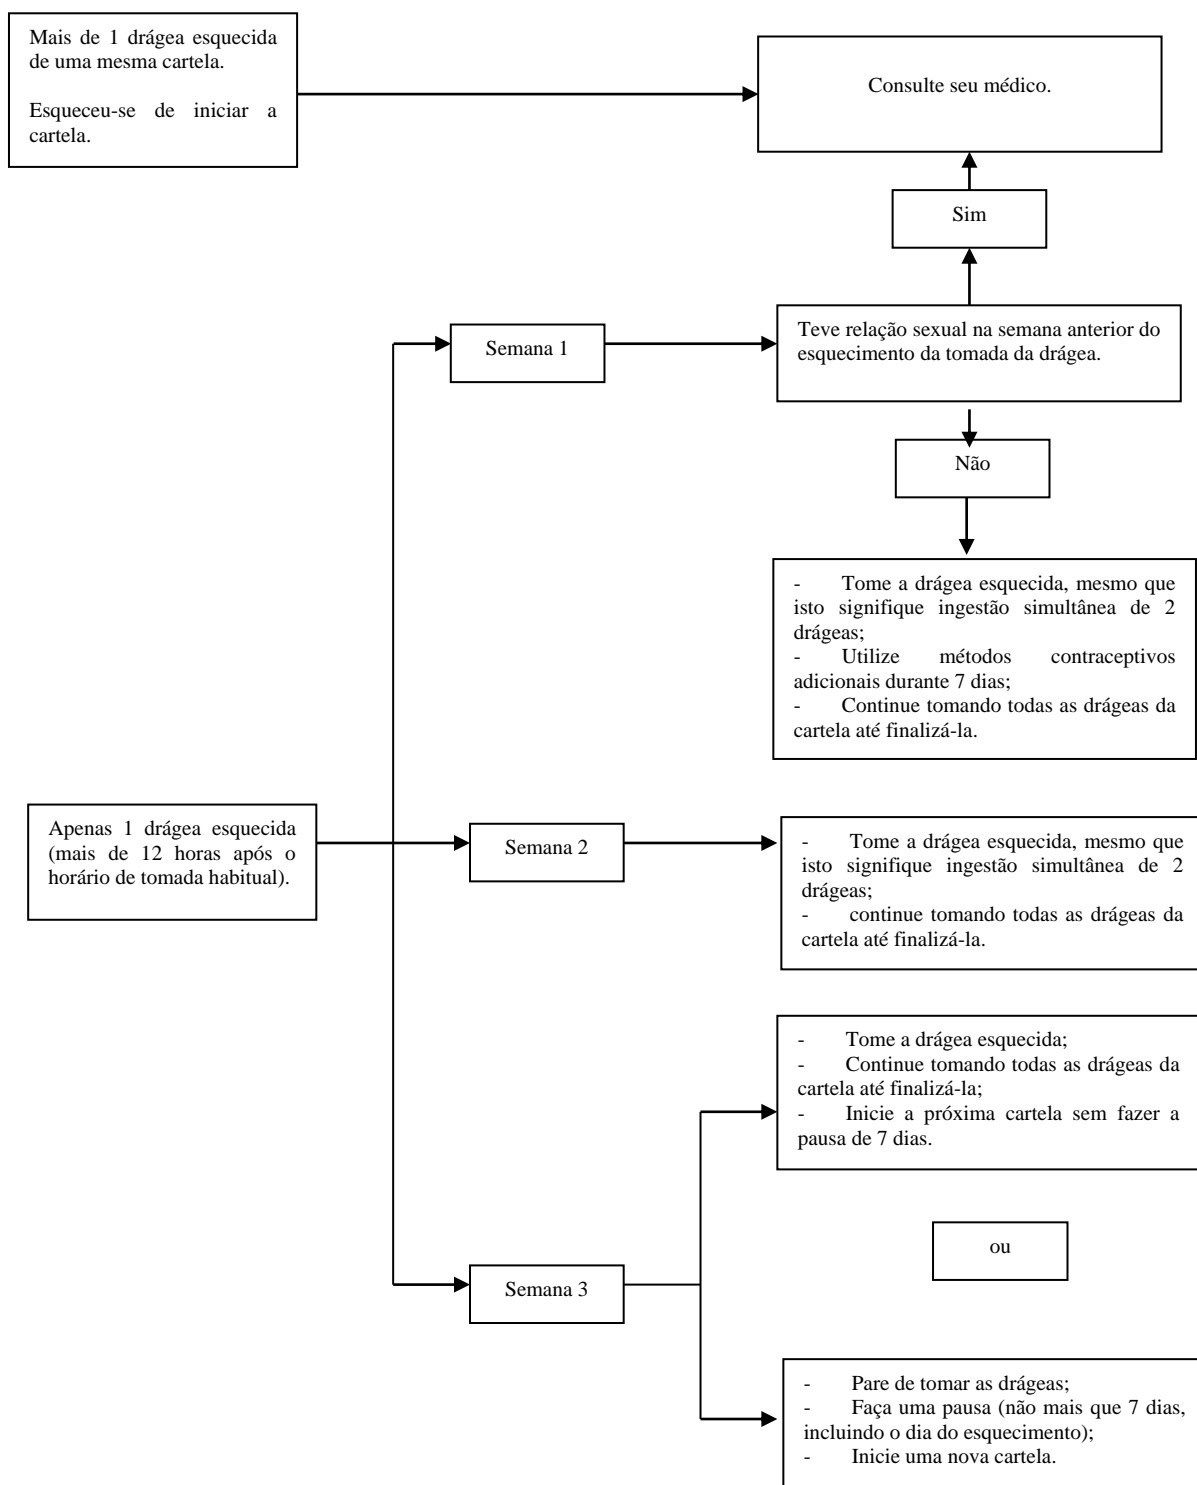 Mais de 1 drágea esquecida
de uma mesma cartela.
Esqueceu-se de iniciar a
cartela.
Consulte seu médico.
Sim
Teve relação sexual na semana anterior do
esquecimento da tomada da drágea.
Semana 1
Não
- Tome a drágea esquecida, mesmo que
isto signifique ingestão simultânea de 2
drágeas;
- Utilize métodos contraceptivos
adicionais durante 7 dias;
- Continue tomando todas as drágeas da
cartela até finalizá-la.
Apenas 1 drágea esquecida
(mais de 12 horas após o
horário de tomada habitual).
Semana 2
- Tome a drágea esquecida, mesmo que
isto signifique ingestão simultânea de 2
drágeas;
- continue tomando todas as drágeas da
cartela até finalizá-la.
- Tome a drágea esquecida;
- Continue tomando todas as drágeas da
cartela até finalizá-la;
- Inicie a próxima cartela sem fazer a
pausa de 7 dias.
ou
Semana 3
- Pare de tomar as drágeas;
- Faça uma pausa (não mais que 7 dias,
incluindo o dia do esquecimento);
- Inicie uma nova cartela.